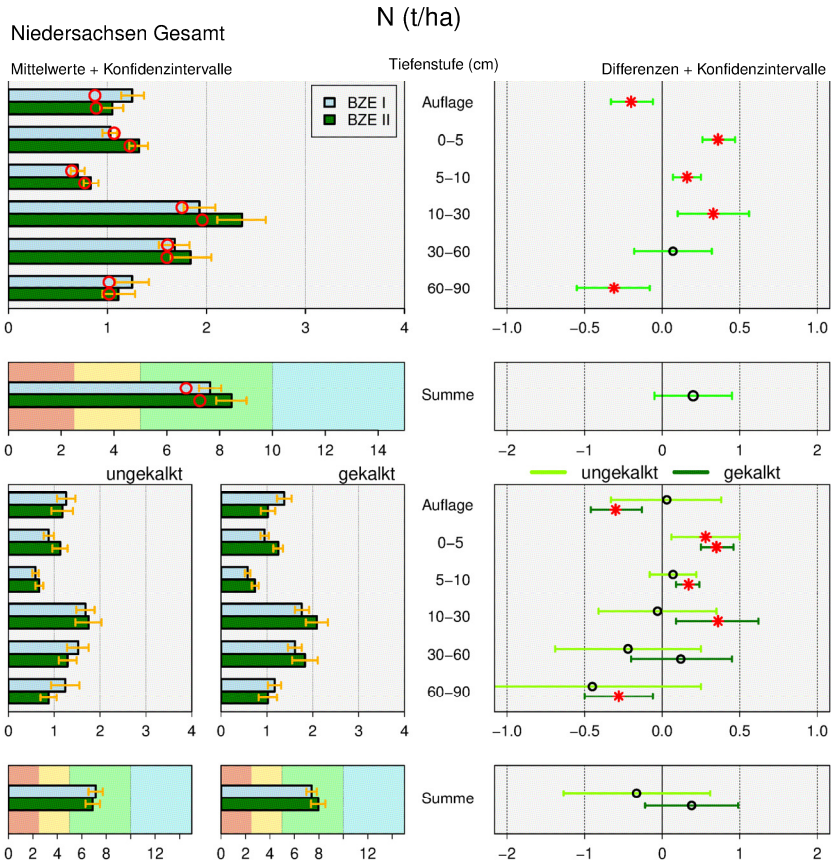 N (t/ha)
Niedersachsen Gesamt
Mittelwerte + Konfidenzintervalle
Tiefenstufe (cm)
Differenzen + Konfidenzintervalle
BZE I
BZE II
Auflage
0–5
5–10
10–30
30–60
60–90
0 1 2 3 4
−1.0 −0.5 0.0 0.5 1.0
Summe
0 2 4 6 8 10 12 14
−2 −1 0 1 2
ungekalkt
gekalkt
ungekalkt gekalkt
Auflage
0–5
5–10
10–30
30–60
60–90
0 1 2 3 4
0 1 2 3 4
−1.0 −0.5 0.0 0.5 1.0
Summe
0 2 4 6 8 12
0 2 4 6 8 12
−2 −1 0 1 2